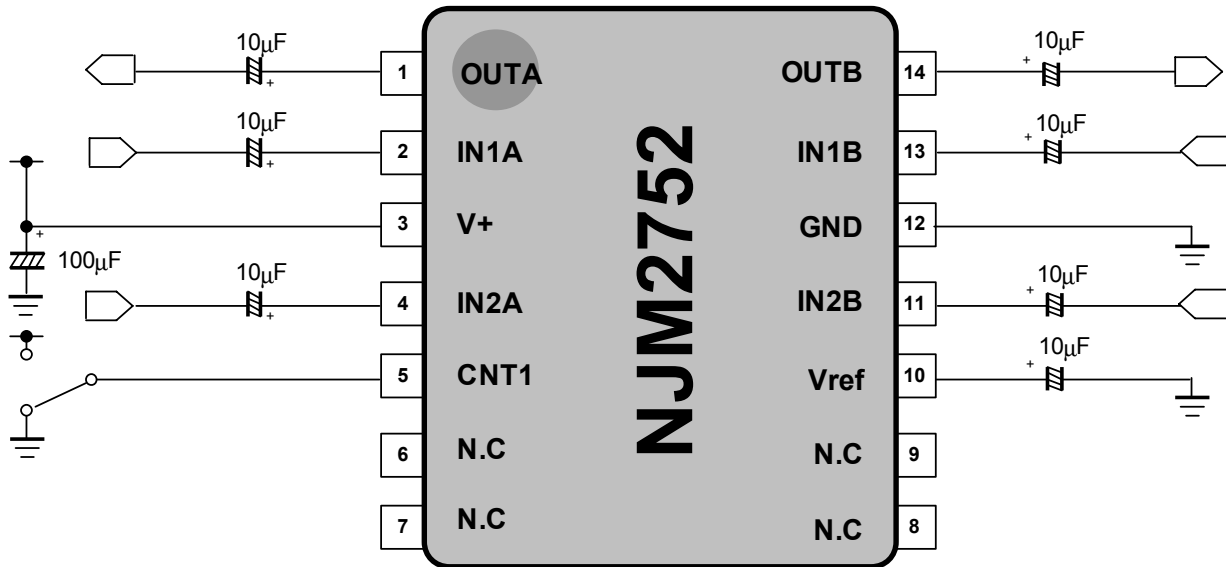 10µF
1
OUTA
OUTB
14
+
10µF
+
10µF
2
IN1A
IN1B
13
+
10µF
+
3
V+
GND
12
+
100µF
10µF
4
IN2A
IN2B
11
+
10µF
+
5
CNT1
Vref
10
+
10µF
6
N.C
N.C
9
7
N.C
N.C
8
NJM2752